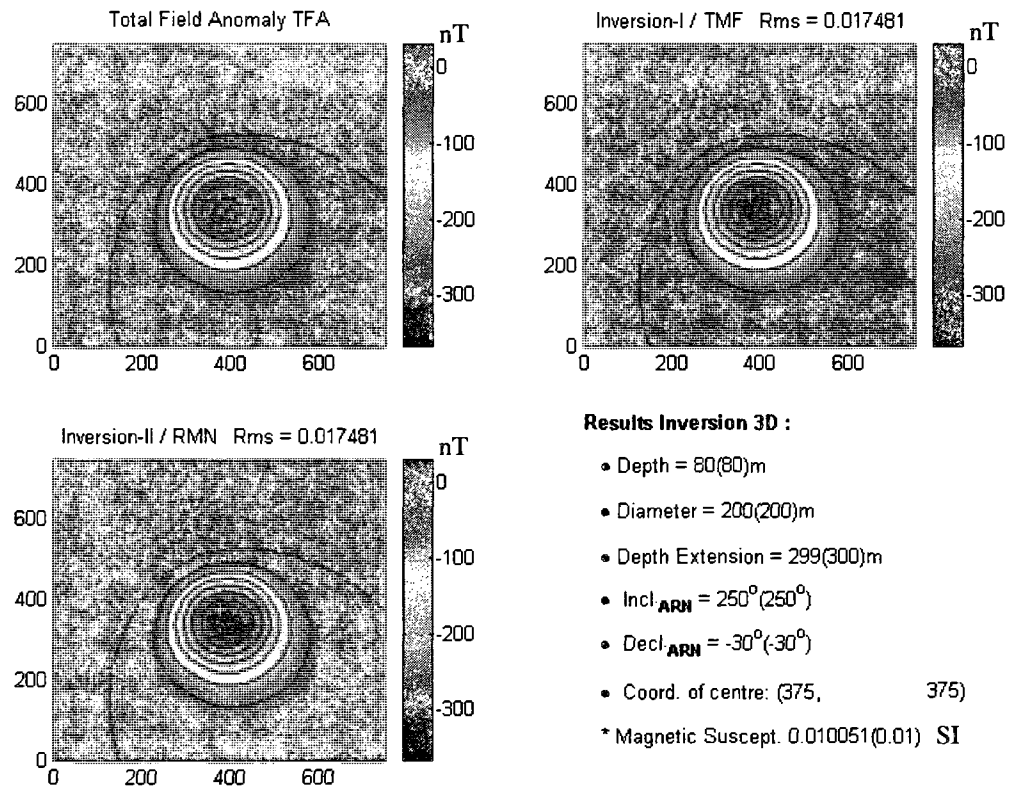 Total Field Anomaly TFA
nT
0
-100
-200
-300
600
400
200
0
0 200 400 600
Inversion-I / TMF Rms = 0.017481
nT
0
-100
-200
-300
600
400
200
0
0 200 400 600
Inversion-II / RMN Rms = 0.017481
nT
0
-100
-200
-300
600
400
200
0
0 200 400 600
Results Inversion 3D :
• Depth = 80(80)m
• Diameter = 200(200)m
• Depth Extension = 299(300)m
• Incl.ARN = 250°(250°)
• Decl.ARN = -30°(-30°)
• Coord. of centre: (375, 375)
* Magnetic Suscept. 0.010051(0.01) SI